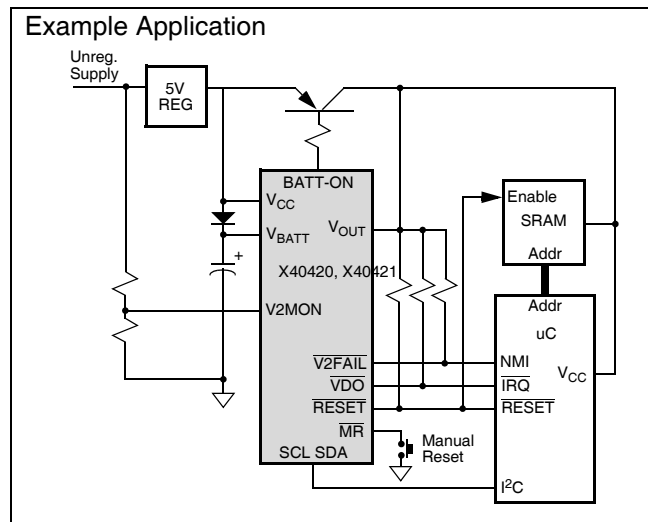 Example Application
Unreg.
Supply
5V
REG
BATT-ON
VCC
VBATT
VOUT
X40420, X40421
V2MON
V2FAIL
VDO
RESET
MR
SCL SDA
Manual
Reset
Enable
SRAM
Addr
Addr
uC
NMI
IRQ
RESET
VCC
I²C
+